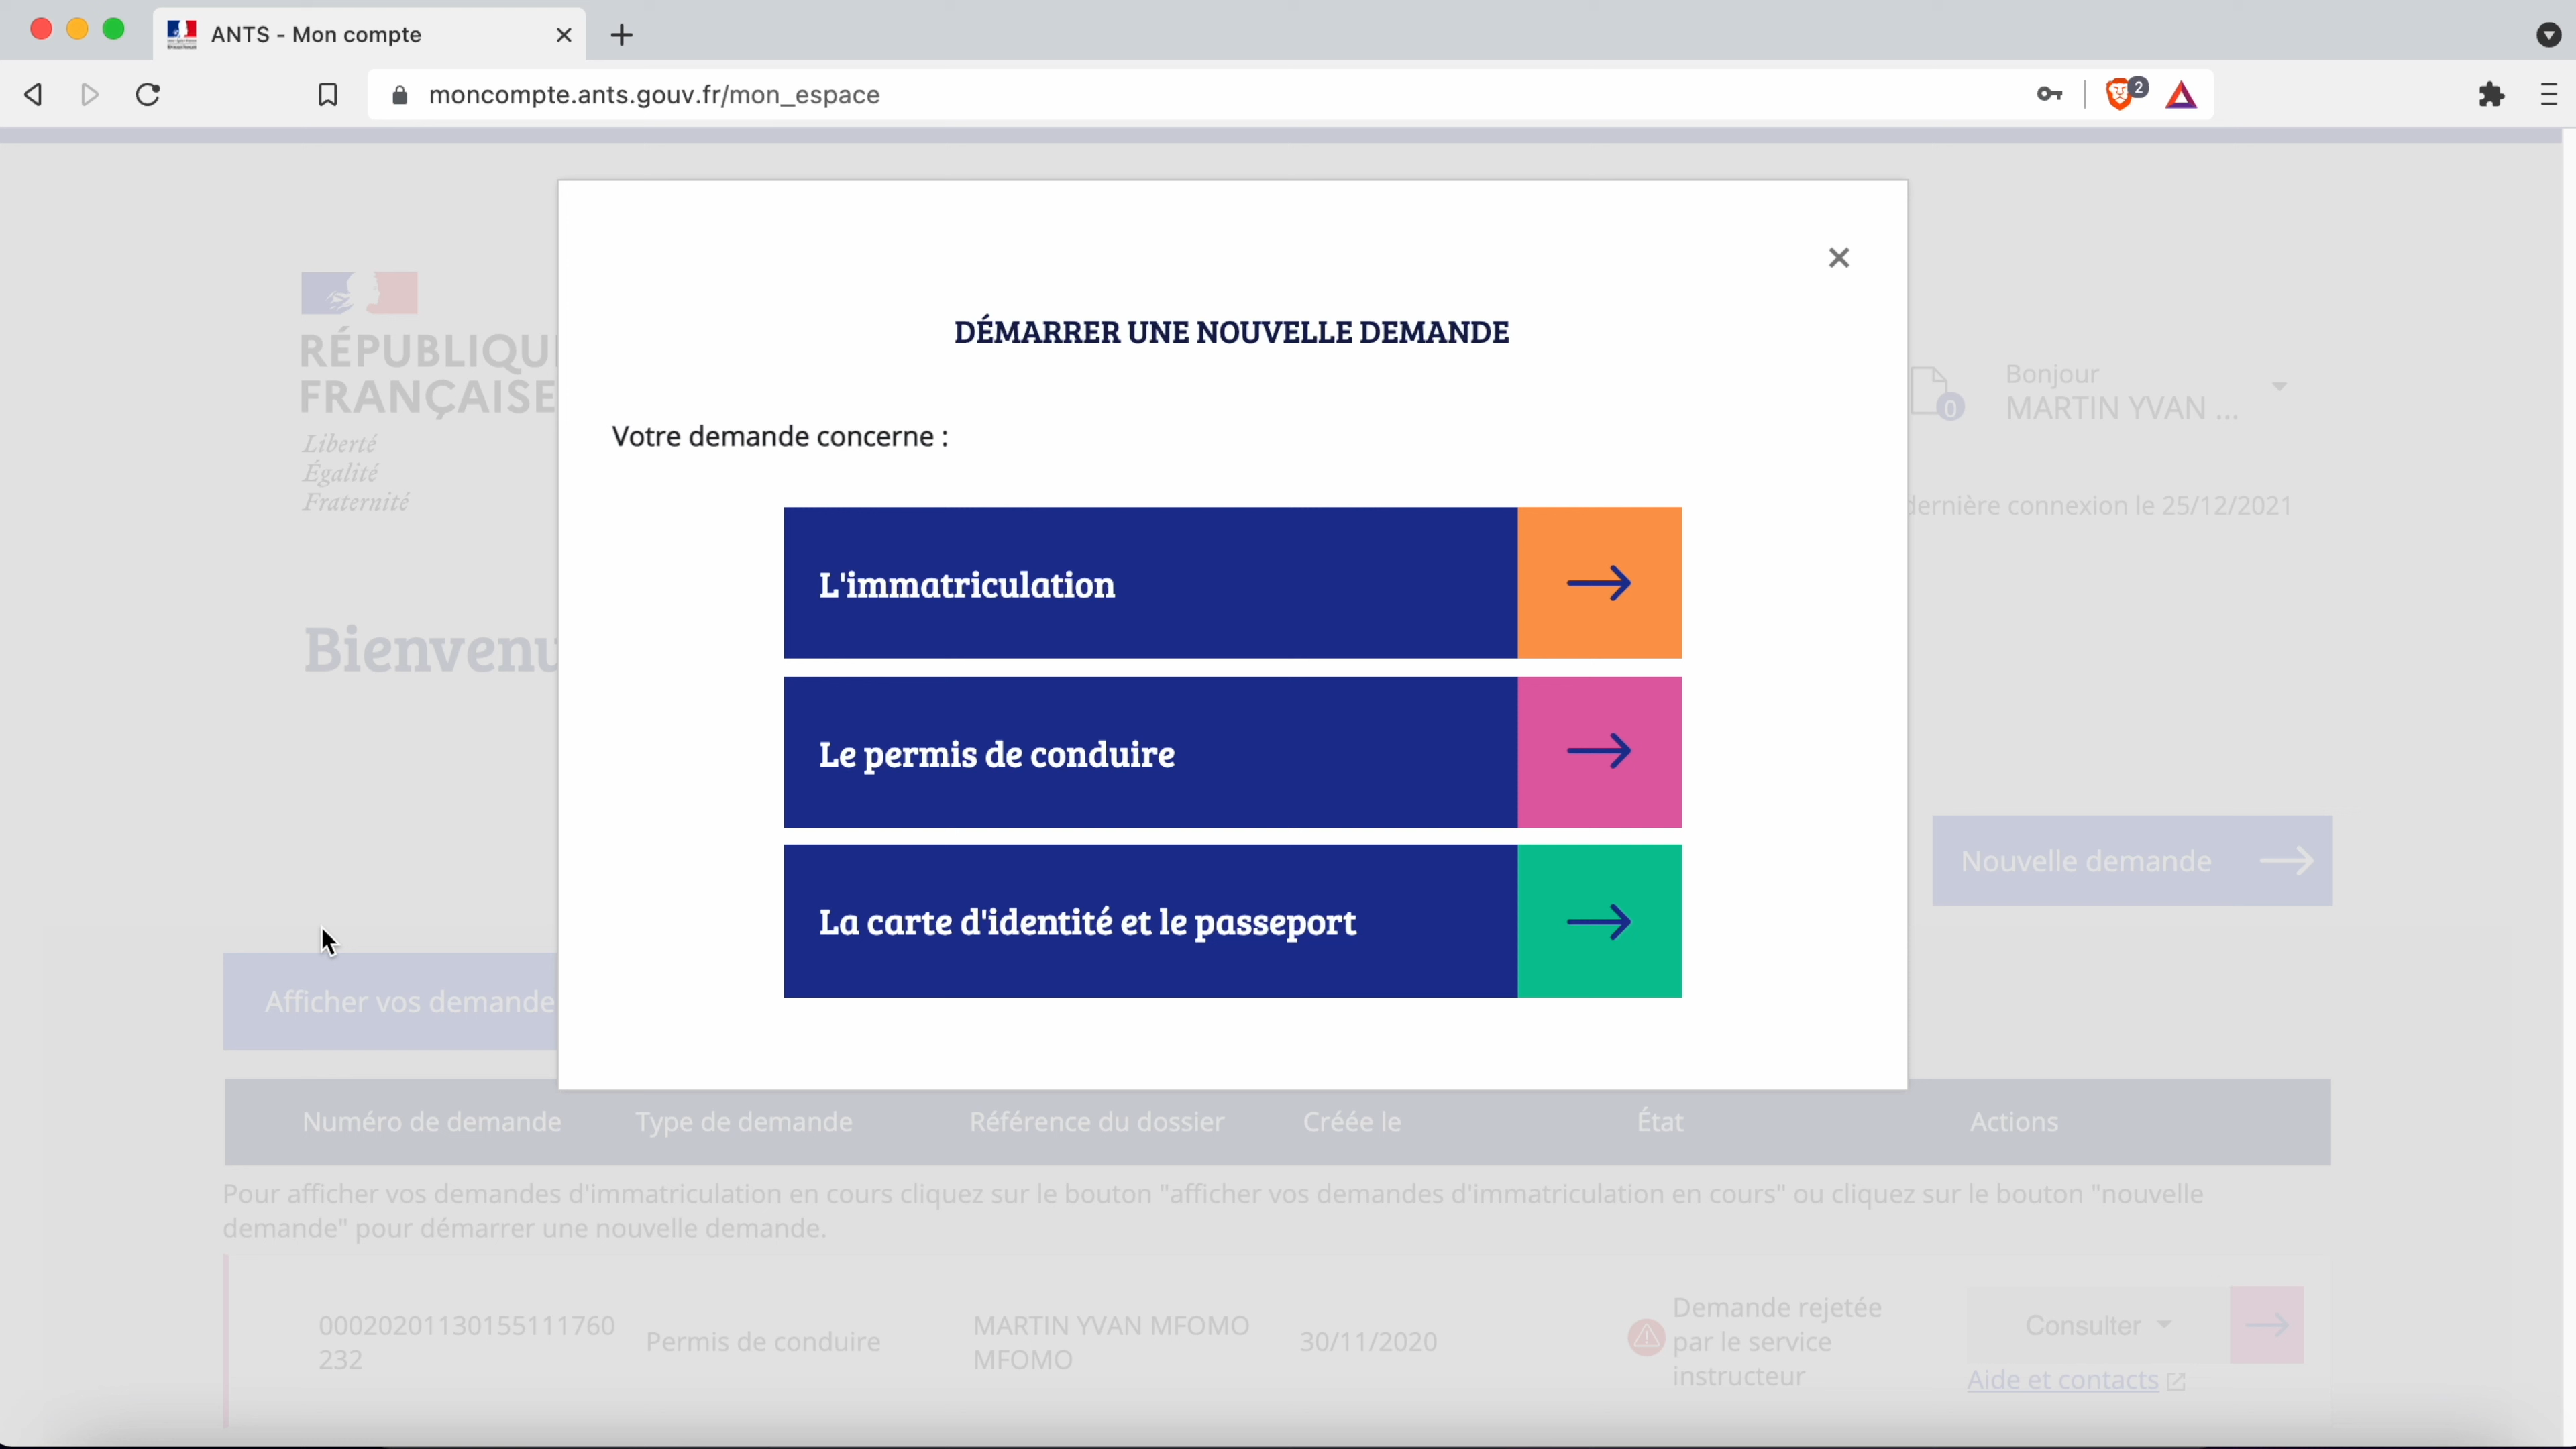 ANTS - Mon compte
moncompte.ants.gouv.fr/mon_espace
2
RÉPUBLIQU
FRANÇAISE
Liberté
Égalité
Fraternité
DÉMARRER UNE NOUVELLE DEMANDE
Votre demande concerne :
L'immatriculation
Le permis de conduire
La carte d'identité et le passeport
0
Bonjour
MARTIN YVAN ...
dernière connexion le 25/12/2021
Bienvenu
Nouvelle demande
Afficher vos demande
Numéro de demande Type de demande Référence du dossier Créée le État Actions
Pour afficher vos demandes d'immatriculation en cours cliquez sur le bouton "afficher vos demandes d'immatriculation en cours" ou cliquez sur le bouton "nouvelle
demande" pour démarrer une nouvelle demande.
00020201130155111760
232
Permis de conduire
MARTIN YVAN MFOMO
MFOMO
30/11/2020
Demande rejetée
par le service
instructeur
Consulter
Aide et contacts